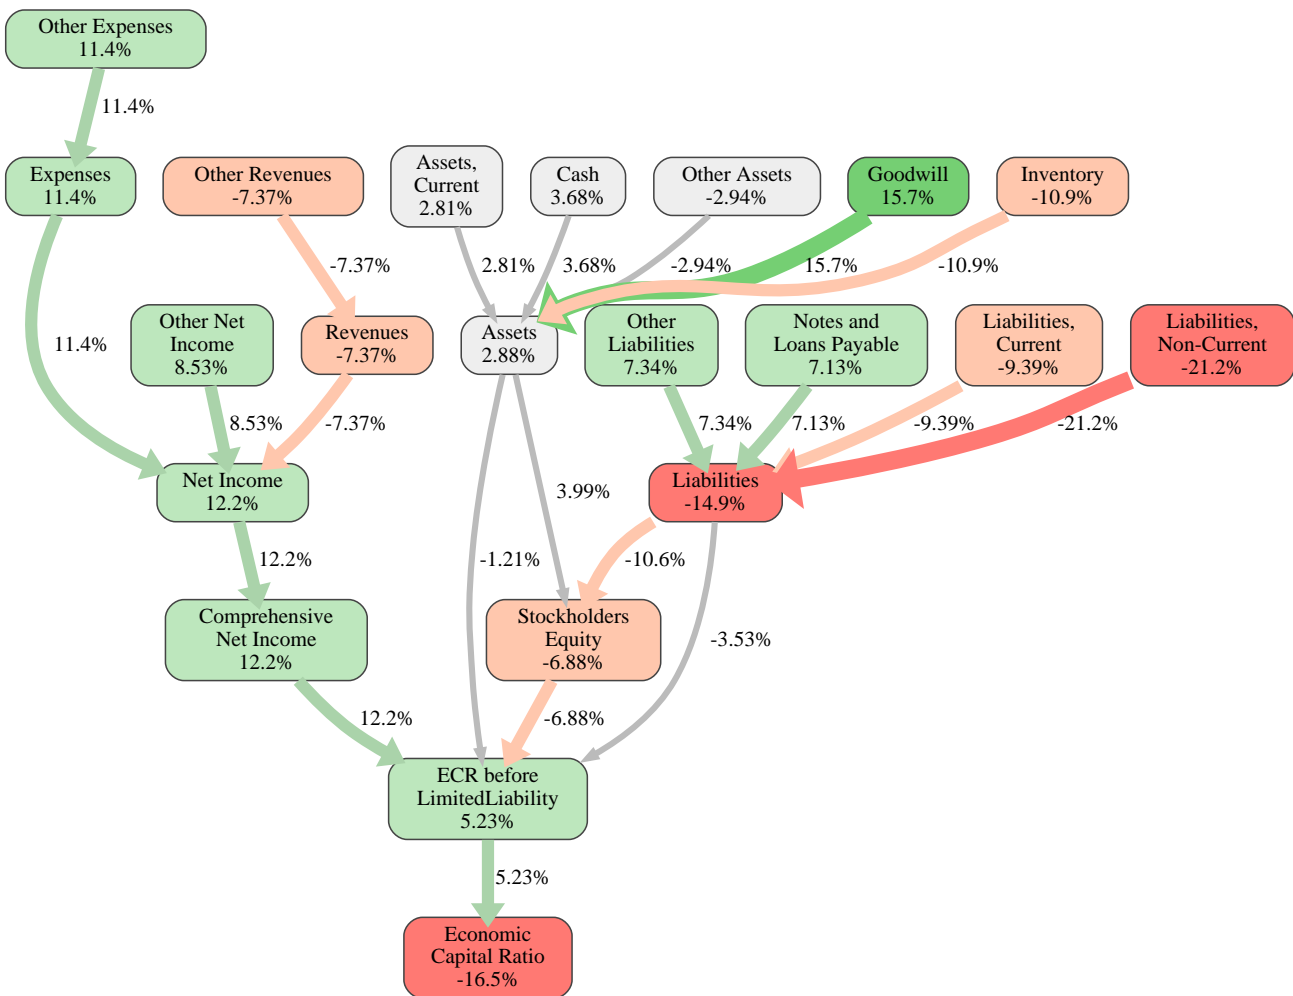 Other Expenses
11.4%
11.4%
Expenses
11.4%
Other Revenues
-7.37%
Assets,
Current
2.81%
Cash
3.68%
Other Assets
-2.94%
Goodwill
15.7%
Inventory
-10.9%
-7.37%
2.81%
3.68%
-2.94%
15.7%
-10.9%
11.4%
Other Net
Income
8.53%
Revenues
-7.37%
Assets
2.88%
Other
Liabilities
7.34%
Notes and
Loans Payable
7.13%
Liabilities,
Current
-9.39%
Liabilities,
Non-Current
-21.2%
8.53%
-7.37%
7.34%
7.13%
-9.39%
-21.2%
Net Income
12.2%
3.99%
Liabilities
-14.9%
12.2%
-1.21%
-10.6%
Comprehensive
Net Income
12.2%
Stockholders
Equity
-6.88%
-3.53%
12.2%
-6.88%
ECR before
LimitedLiability
5.23%
5.23%
Economic
Capital Ratio
-16.5%